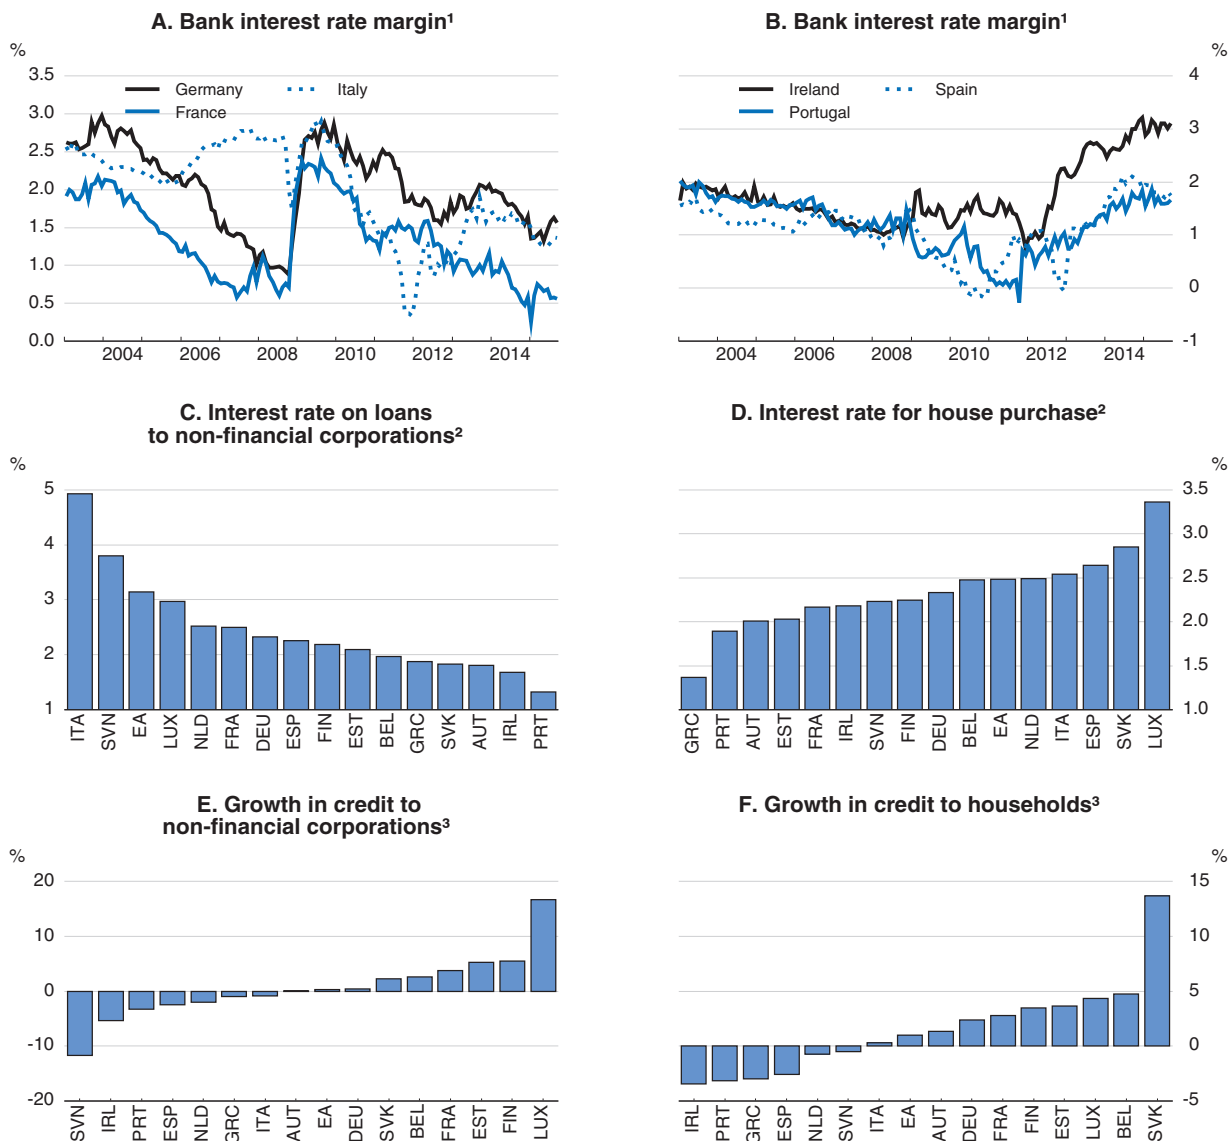 A. Bank interest rate margin¹
%
3.5
3.0
2.5
2.0
1.5
1.0
0.5
0.0
Germany
Italy
France
2004 2006 2008 2010 2012 2014
B. Bank interest rate margin¹
%
4
3
2
1
0
-1
Ireland
Spain
Portugal
2004 2006 2008 2010 2012 2014
C. Interest rate on loans
to non-financial corporations²
%
5
4
3
2
1
ITA SVN EA LUX NLD FRA DEU ESP FIN EST BEL GRC SVK AUT IRL PRT
D. Interest rate for house purchase²
%
3.5
3.0
2.5
2.0
1.5
1.0
GRC PRT AUT EST FRA IRL SVN FIN DEU BEL EA NLD ITA ESP SVK LUX
E. Growth in credit to
non-financial corporations³
%
20
10
0
-10
-20
SVN IRL PRT ESP NLD GRC ITA AUT EA DEU SVK BEL FRA EST FIN LUX
F. Growth in credit to households³
%
15
10
5
0
-5
IRL PRT GRC ESP NLD SVN ITA EA AUT DEU FRA FIN EST LUX BEL SVK